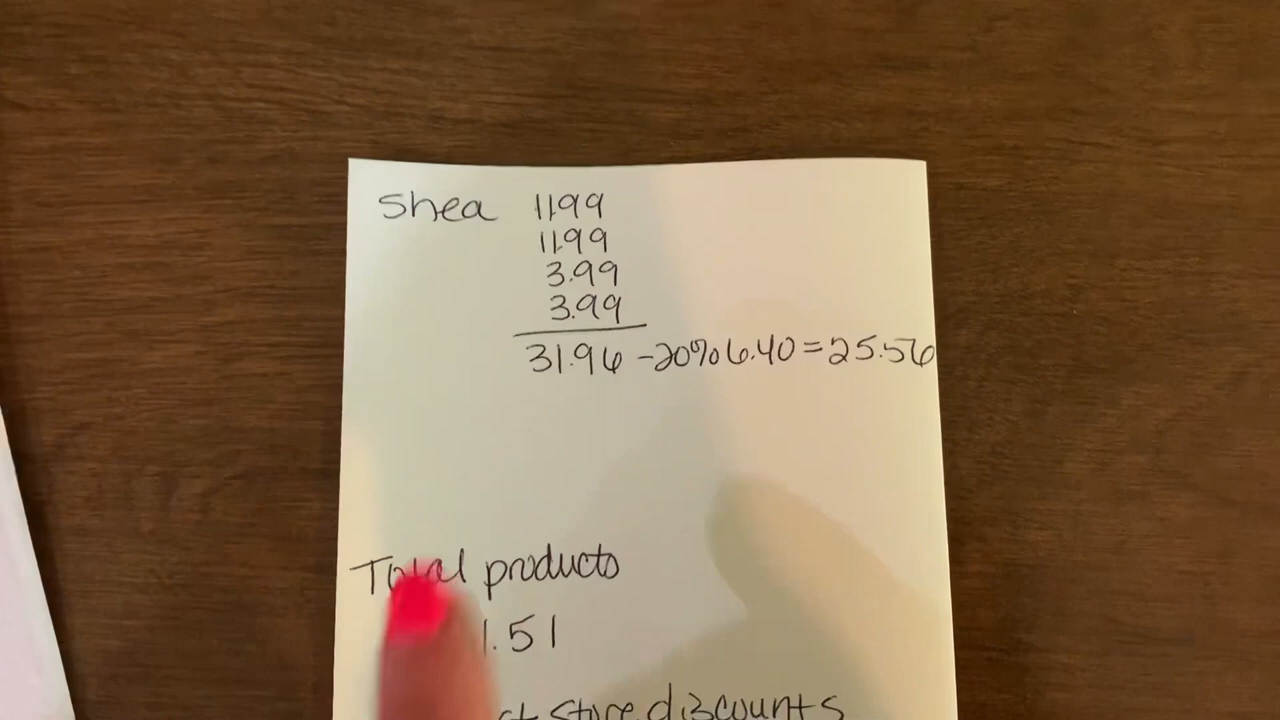 Shea 11.99
11.99
3.99
3.99
31.96 -20% 6.40 = 25.56
Total products
.51
store discounts